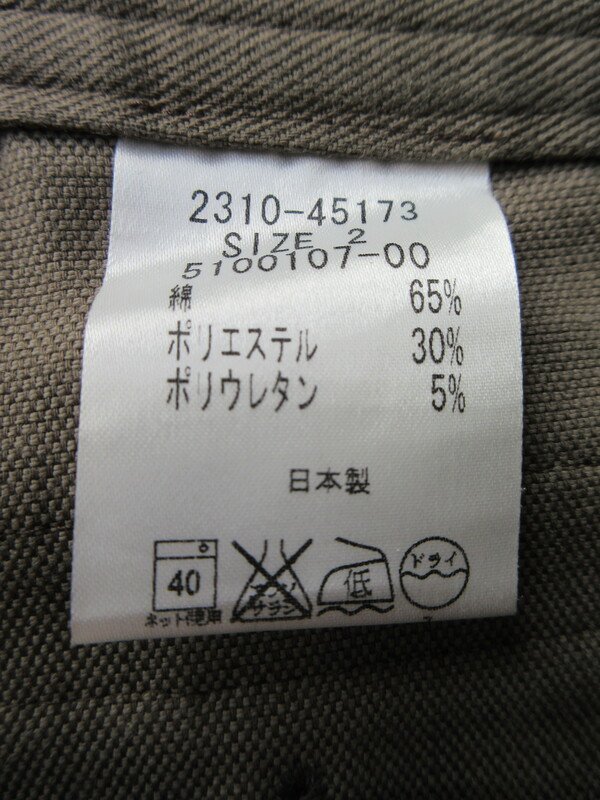 2310-45173
SIZE 2
5100107-00
綿 65%
ポリエステル 30%
ポリウレタン 5%
日本製
40
ネット使用
エンソ
サラシ
低
ドライ